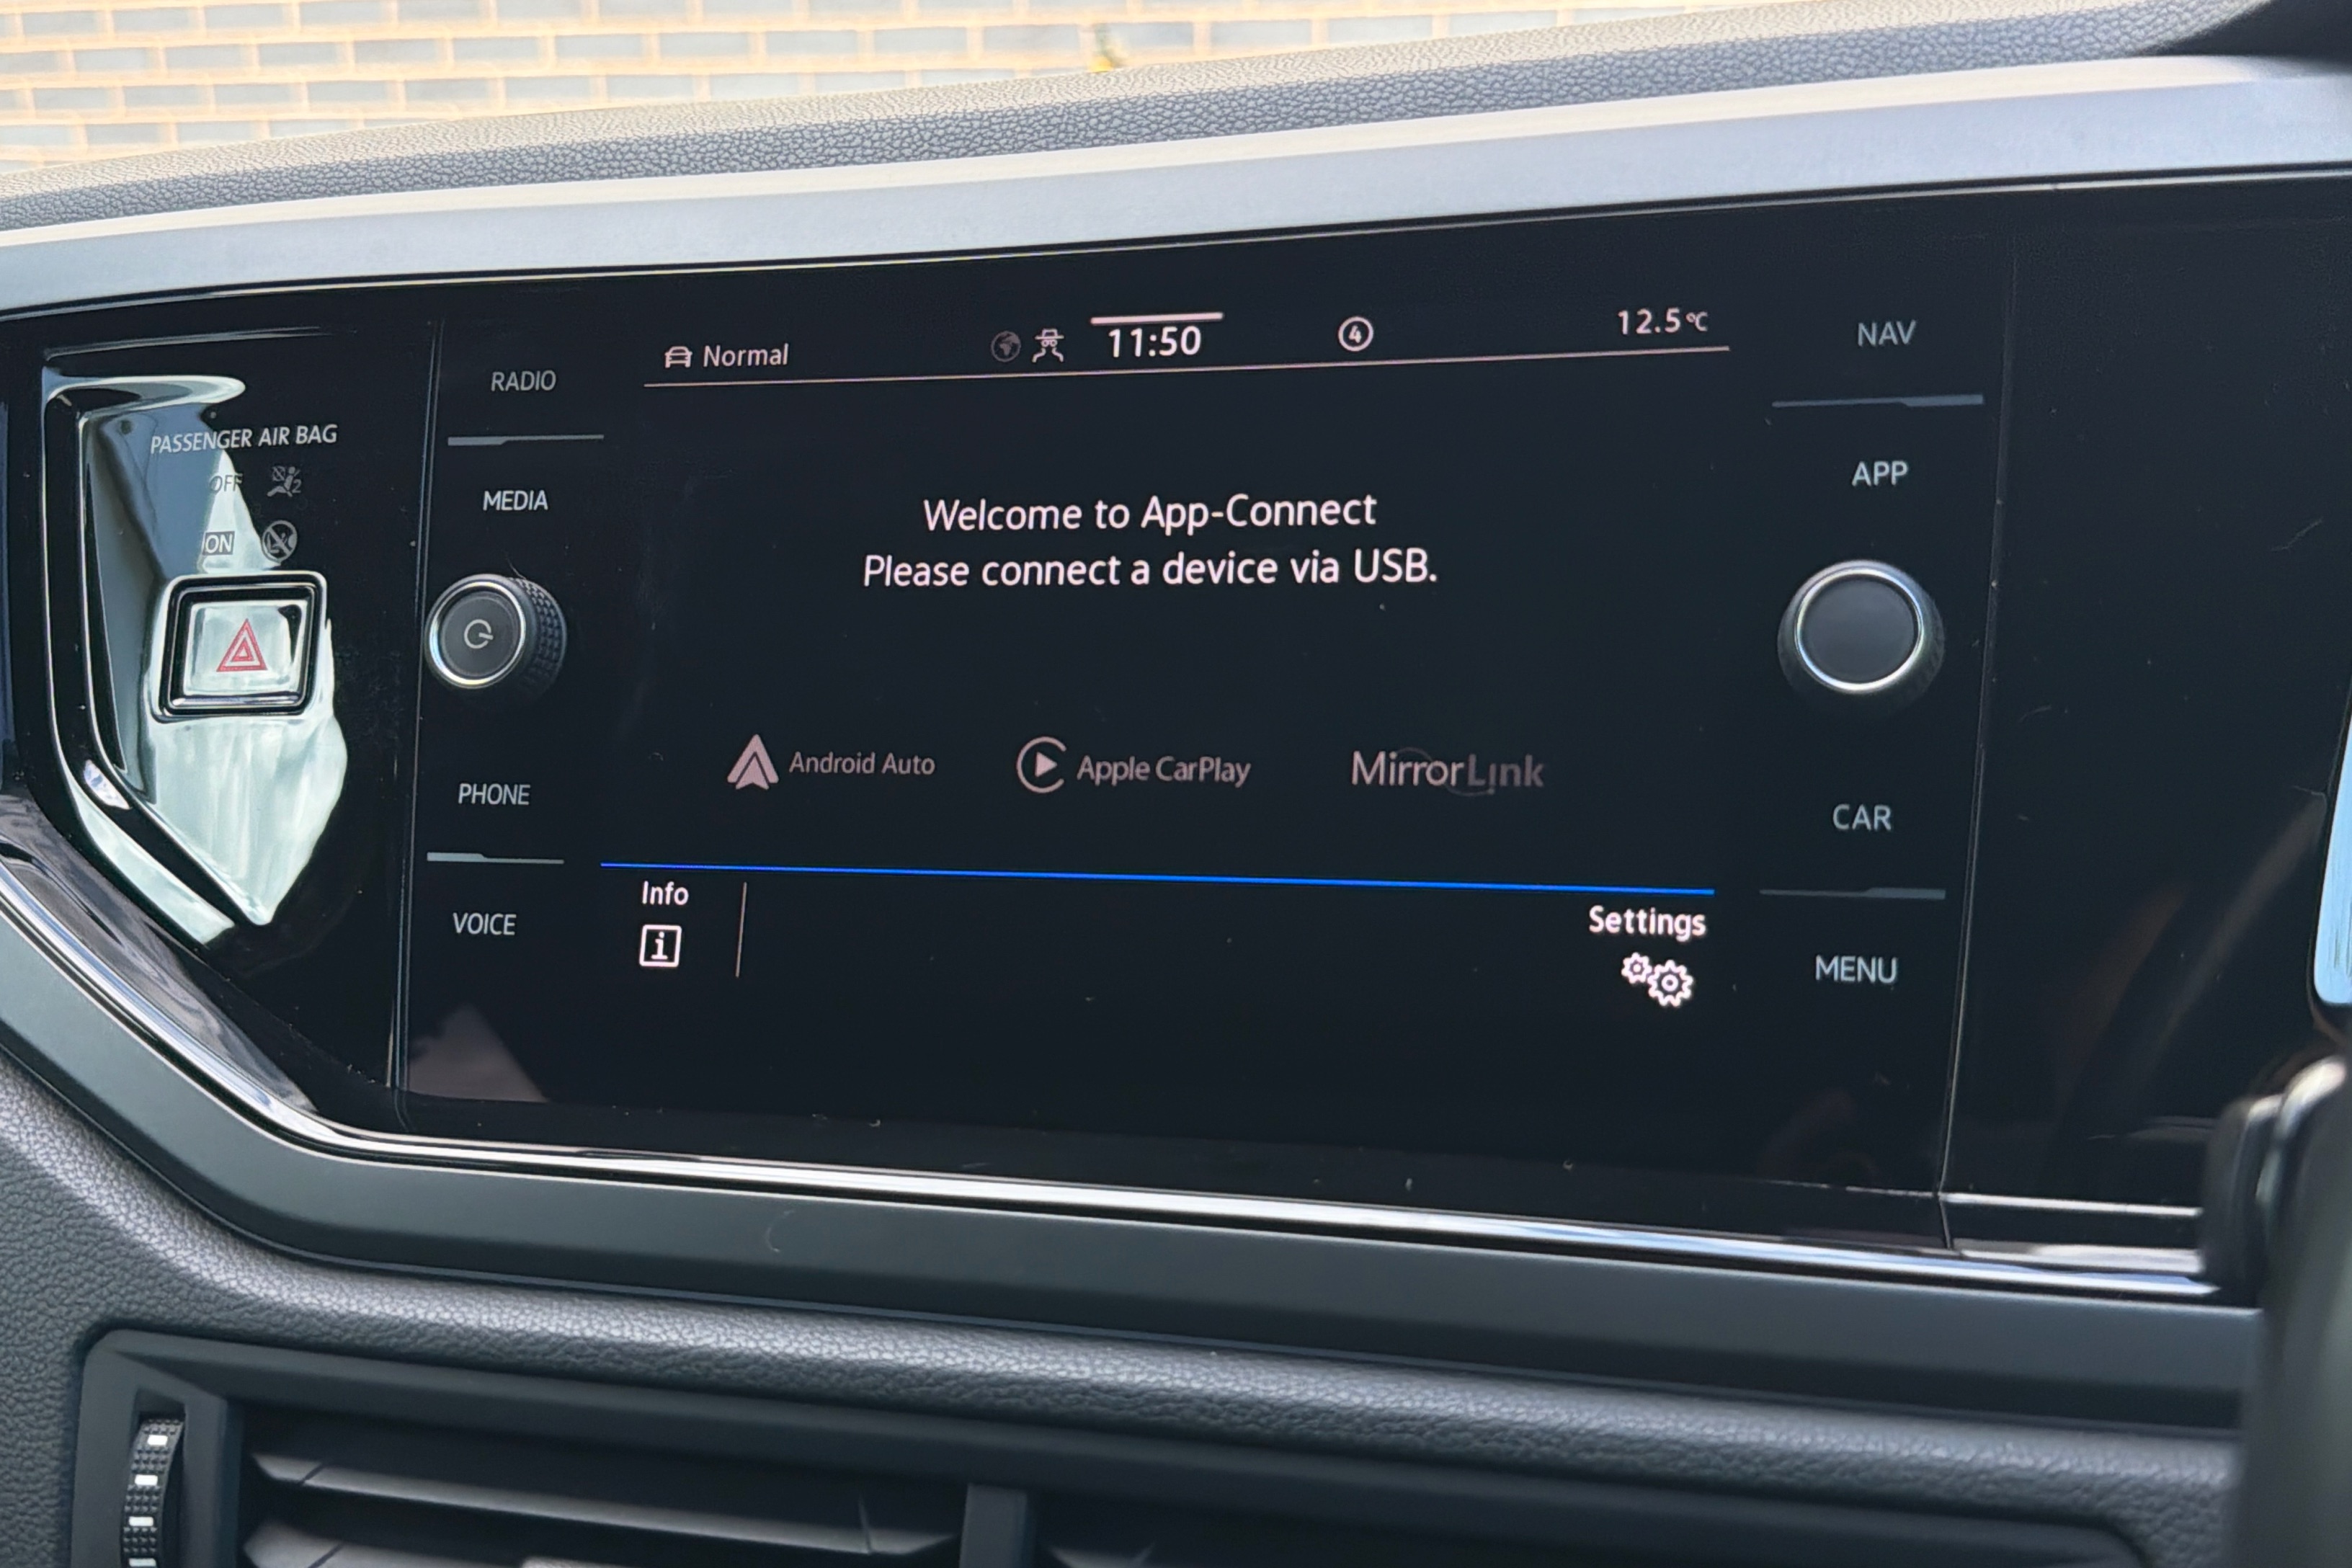 PASSENGER AIR BAG
OFF
ON
RADIO
MEDIA
PHONE
VOICE
Normal
11:50
4
12.5°C
Welcome to App-Connect
Please connect a device via USB.
Android Auto
Apple CarPlay
MirrorLink
Info
Settings
NAV
APP
CAR
MENU